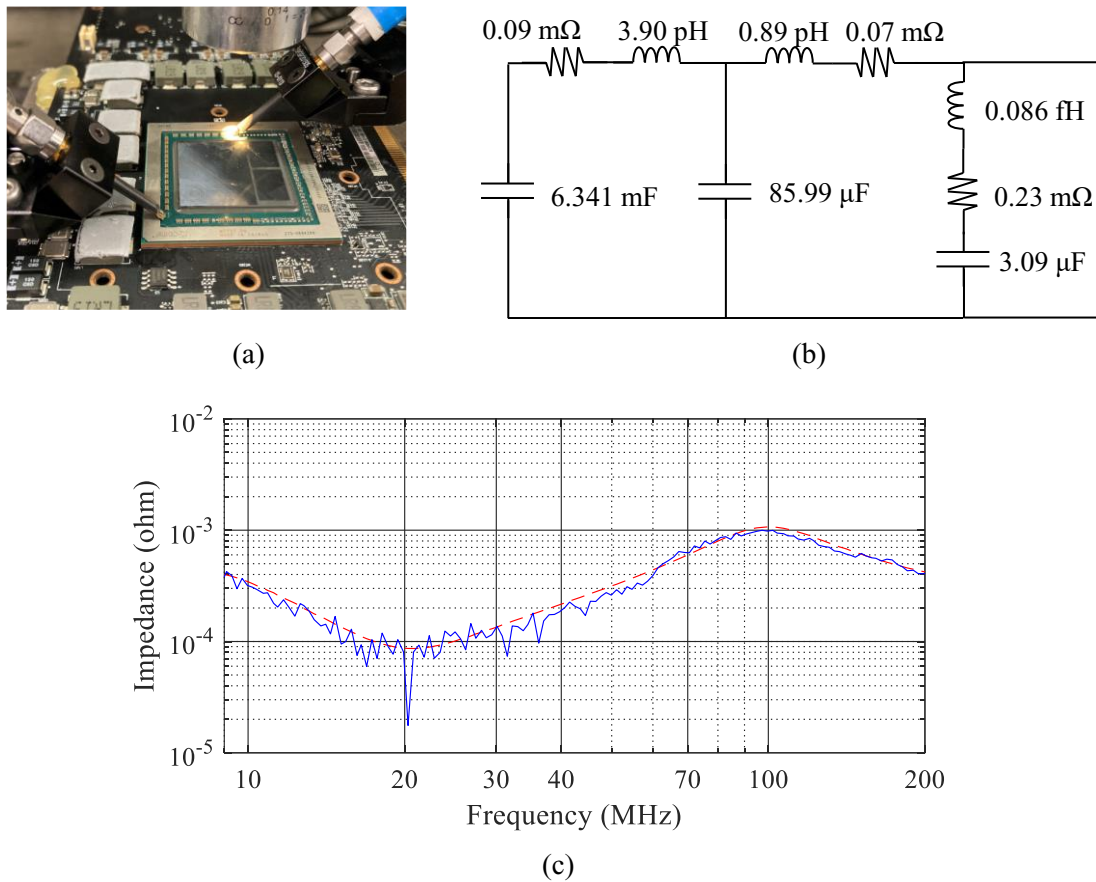 (a)
0.09 mΩ
3.90 pH
0.89 pH
0.07 mΩ
0.086 fH
6.341 mF
85.99 µF
0.23 mΩ
3.09 µF
(b)
10⁻²
10⁻³
10⁻⁴
10⁻⁵
Impedance (ohm)
10 20 30 40 70 100 200
Frequency (MHz)
(c)